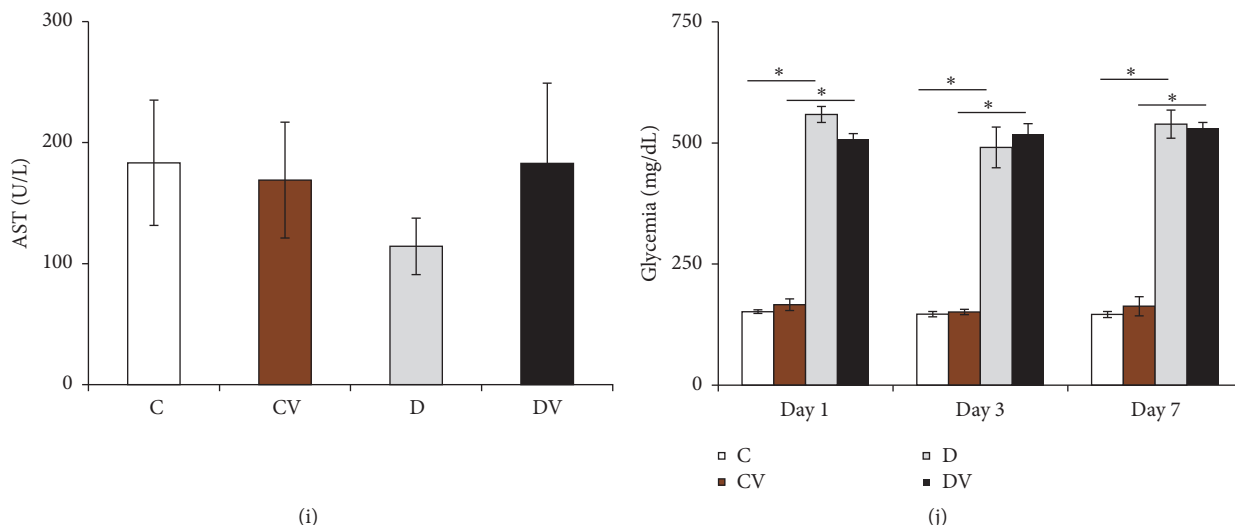 300
200
100
0
AST (U/L)
C
CV
D
DV
(i)
750
500
250
0
Glycemia (mg/dL)
*
*
*
*
*
*
Day 1
Day 3
Day 7
C
CV
D
DV
(j)